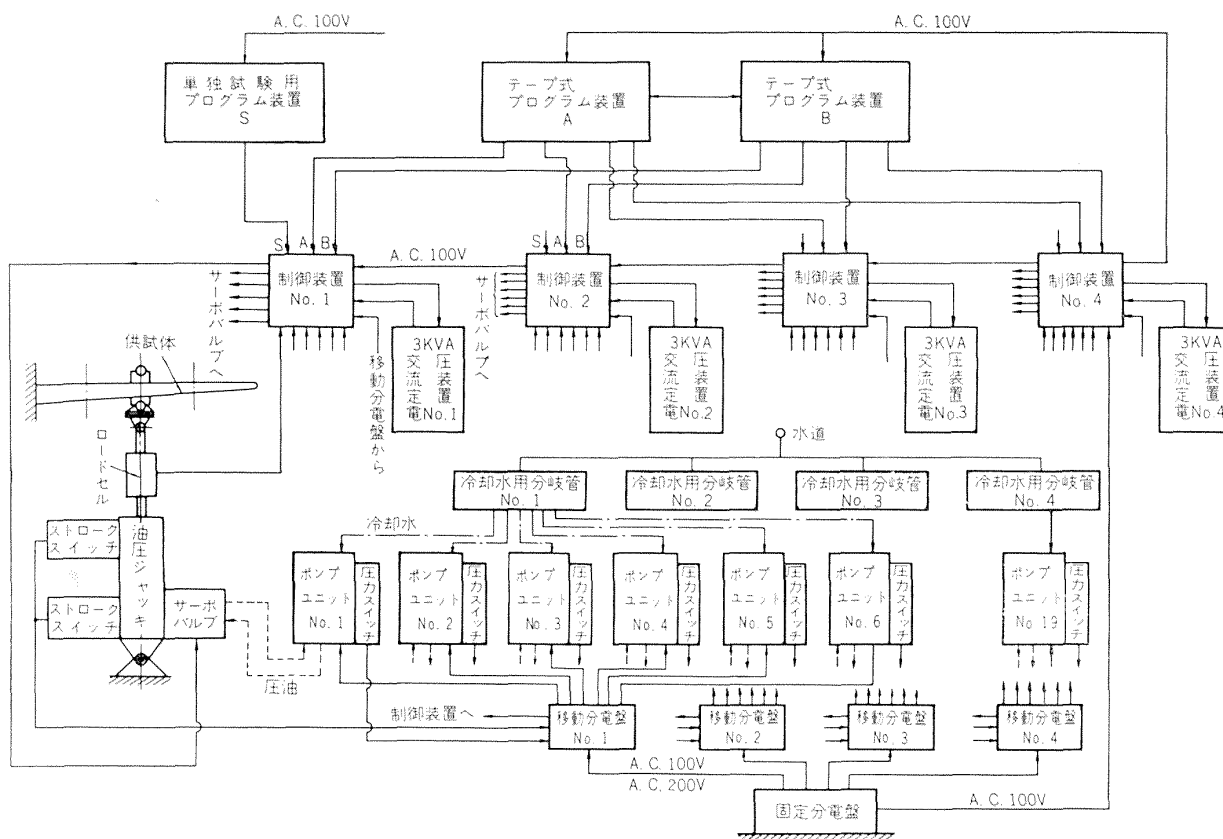 A.C.100V
A.C.100V
単独試験用
プログラム装置
S
テープ式
プログラム装置
A
テープ式
プログラム装置
B
S
A
B
S
A
B
A.C.100V
制御装置
No.1
制御装置
No.2
制御装置
No.3
制御装置
No.4
サーボバルブへ
サーボバルブへ
移動分電盤から
3KVA
交流定電
圧装置
No.1
3KVA
交流定電
圧装置
No.2
3KVA
交流定電
圧装置
No.3
3KVA
交流定電
圧装置
No.4
供試体
ロードセル
水道
冷却水用分岐管
No.1
冷却水用分岐管
No.2
冷却水用分岐管
No.3
冷却水用分岐管
No.4
冷却水
ストローク
スイッチ
油圧ジャッキ
ストローク
スイッチ
サーボ
バルブ
圧油
ポンプ
ユニット
No.1
圧力スイッチ
ポンプ
ユニット
No.2
圧力スイッチ
ポンプ
ユニット
No.3
圧力スイッチ
ポンプ
ユニット
No.4
圧力スイッチ
ポンプ
ユニット
No.5
圧力スイッチ
ポンプ
ユニット
No.6
圧力スイッチ
ポンプ
ユニット
No 19
圧力スイッチ
制御装置へ
移動分電盤
No.1
移動分電盤
No.2
移動分電盤
No.3
移動分電盤
No.4
A.C.100V
A.C.200V
固定分電盤
A.C.100V